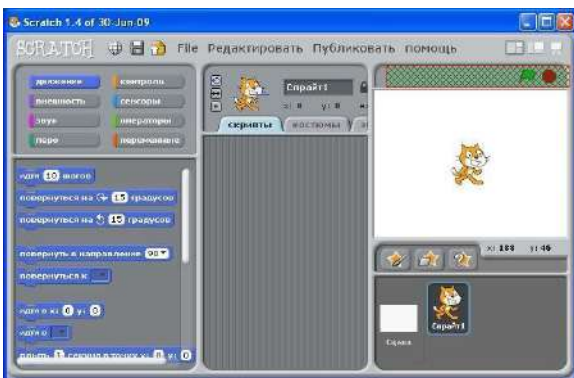 Scratch 1.4 of 30-Jun-09
SCRATCH File Редактировать Публиковать помощь
движение контроль
внешность сенсоры
звук операторы
перо переменные
Спрайт1
x: 0 y: 0
скрипты костюмы
идти 10 шагов
повернуться на 15 градусов
повернуться на 15 градусов
повернуть в направлении 90
повернуться к
идти в x: 0 y: 0
идти в
плыть 1 секунд в точку x: 0 y: 0
x: 184 y: 46
Спрайт1
Сцена